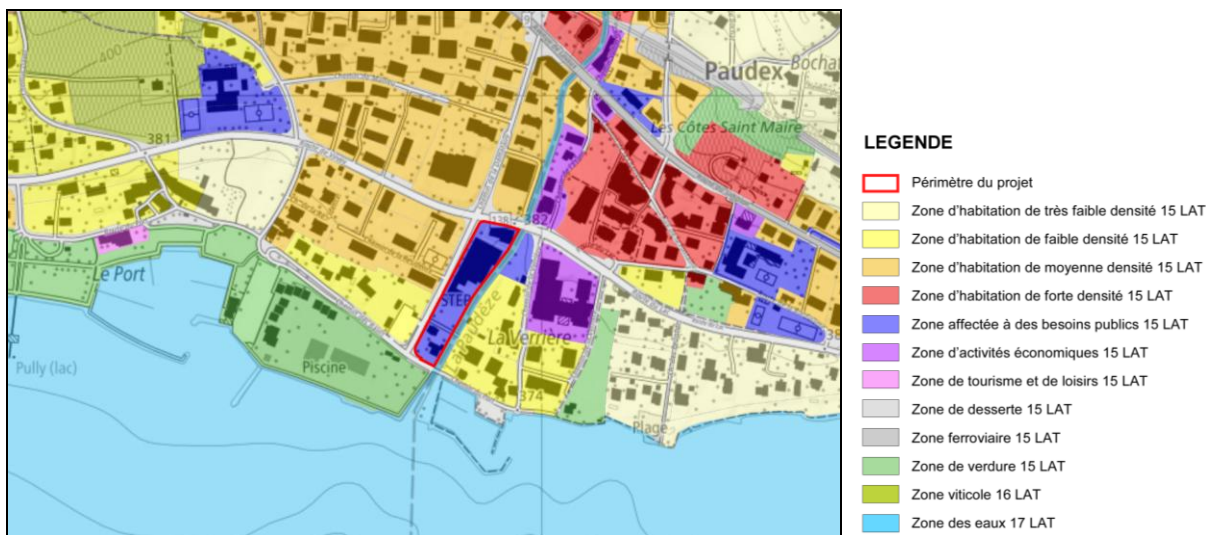 400
Paudex
Bochat
Les Côtes Saint Maire
381
382
Le Port
STEP
La Paudèze
La Verrière
Piscine
374
Pully (lac)
Plage
LEGENDE
Périmètre du projet
Zone d'habitation de très faible densité 15 LAT
Zone d'habitation de faible densité 15 LAT
Zone d'habitation de moyenne densité 15 LAT
Zone d'habitation de forte densité 15 LAT
Zone affectée à des besoins publics 15 LAT
Zone d'activités économiques 15 LAT
Zone de tourisme et de loisirs 15 LAT
Zone de desserte 15 LAT
Zone ferroviaire 15 LAT
Zone de verdure 15 LAT
Zone viticole 16 LAT
Zone des eaux 17 LAT